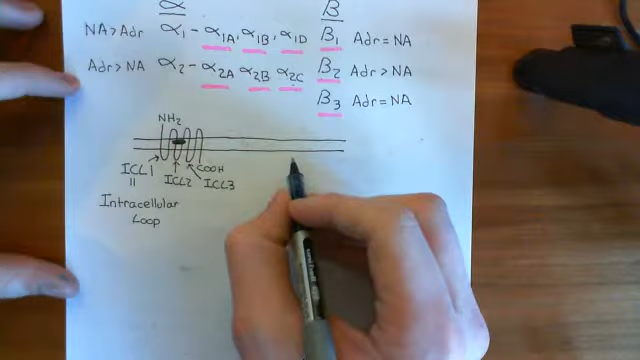 α β
NA > Adr α₁ - α₁A, α₁B, α₁D β₁ Adr = NA
Adr > NA α₂ - α₂A α₂B α₂C β₂ Adr > NA
β₃ Adr = NA
NH₂
ICL1 ICL2 COOH ICL3
=
Intracellular
Loop